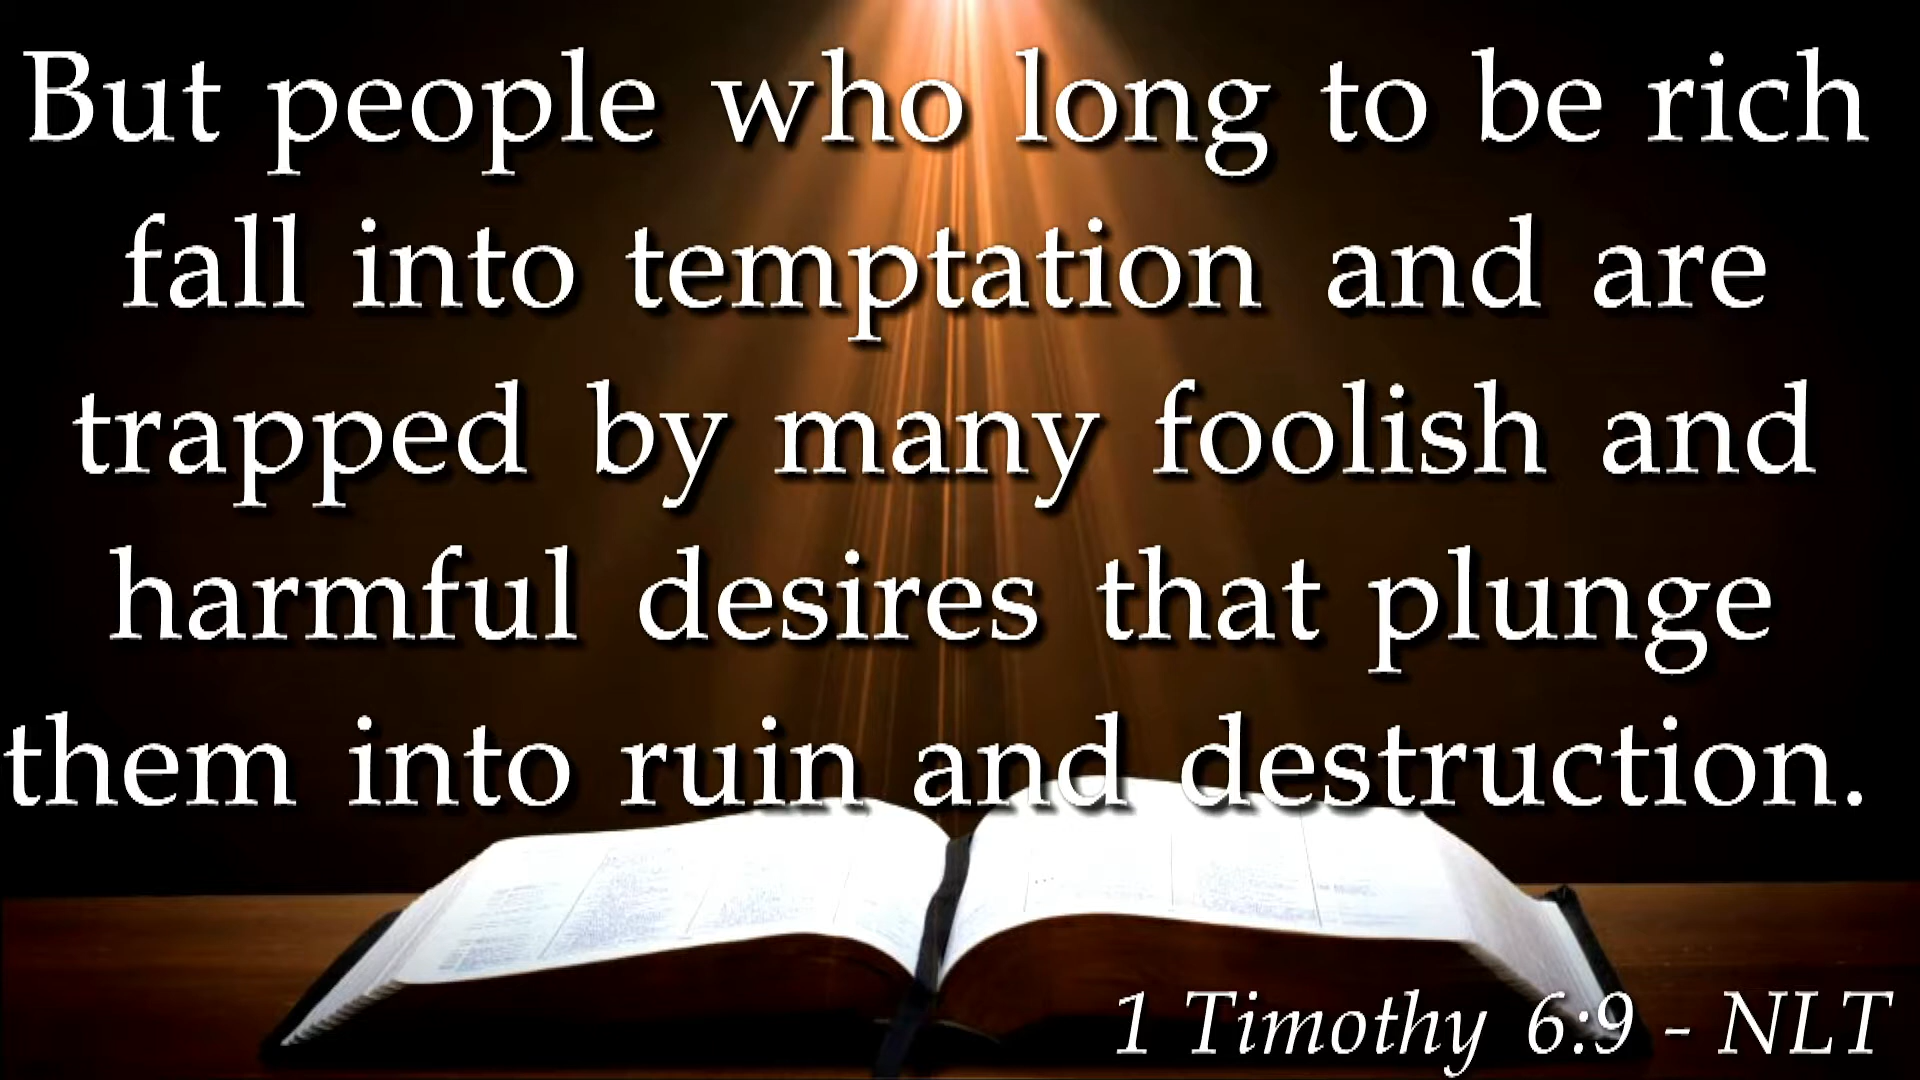 But people who long to be rich
fall into temptation and are
trapped by many foolish and
harmful desires that plunge
them into ruin and destruction.
1 Timothy 6:9 - NLT